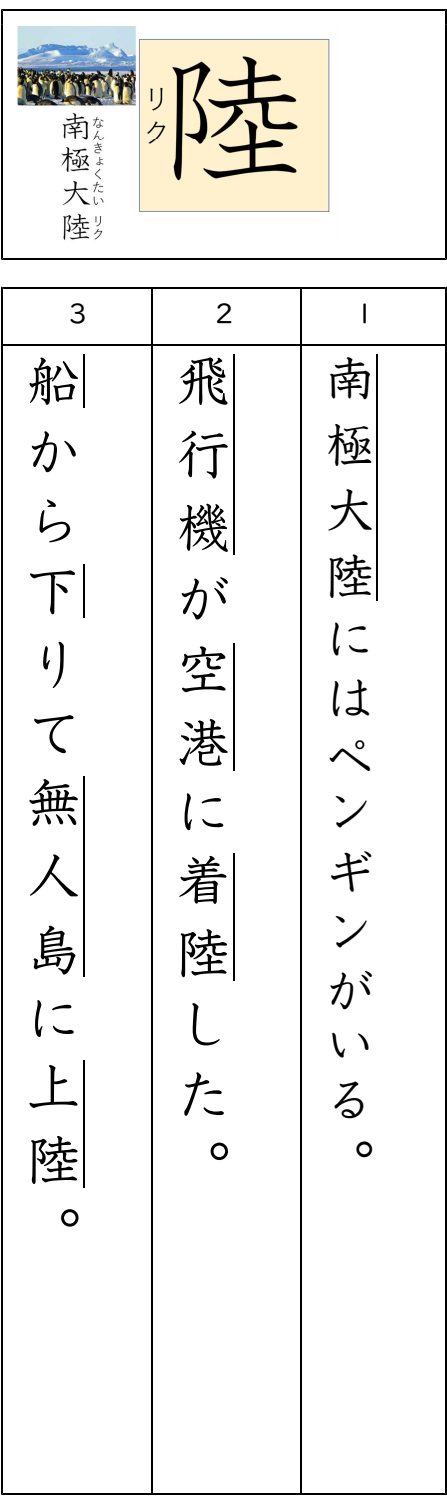 陸
リク
南極大陸
なんきょくたいリク
1
南極大陸にはペンギンがいる。
2
飛行機が空港に着陸した。
3
船から下りて無人島に上陸。